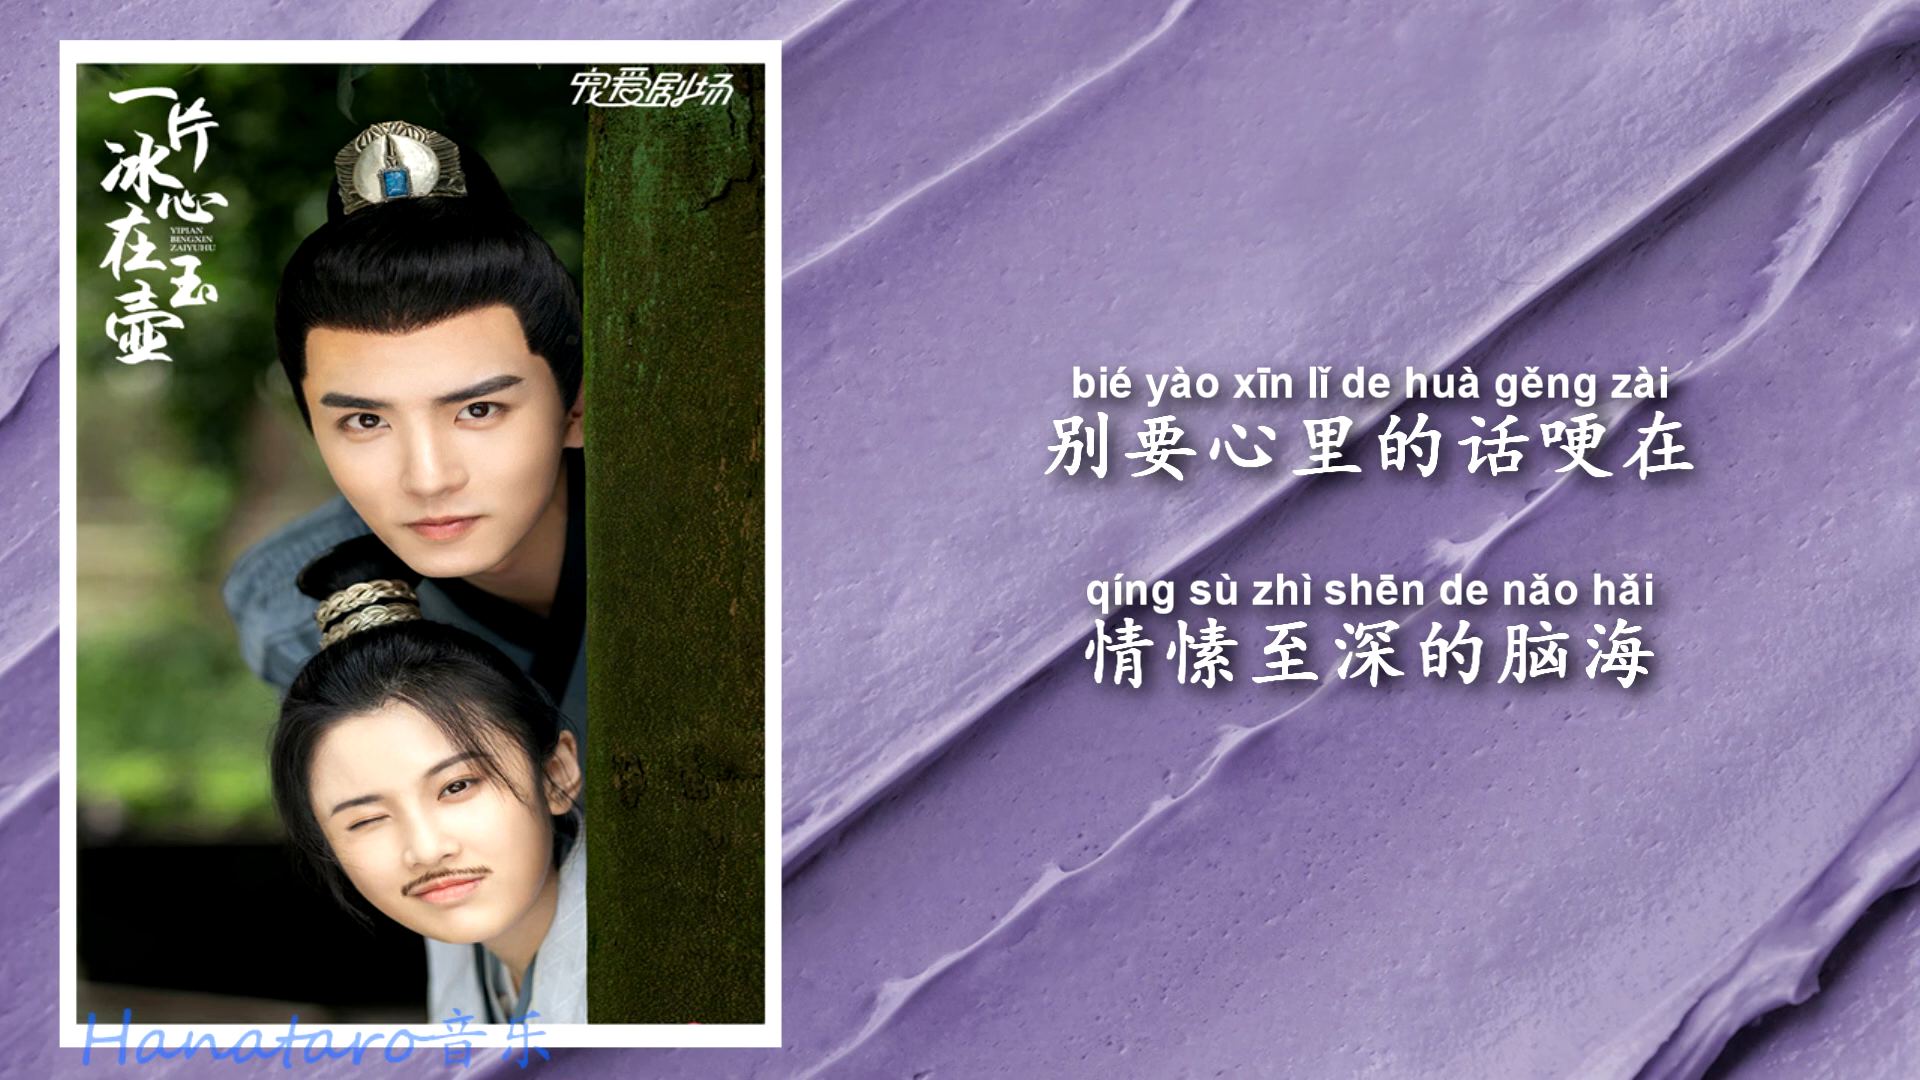 宠爱剧场
一片冰心在玉壶
YIPIAN
BINGXIN
ZAIYUHU
bié yào xīn lǐ de huà gěng zài
别要心里的话哽在
qíng sù zhì shēn de nǎo hǎi
情愫至深的脑海
Hanataro音乐